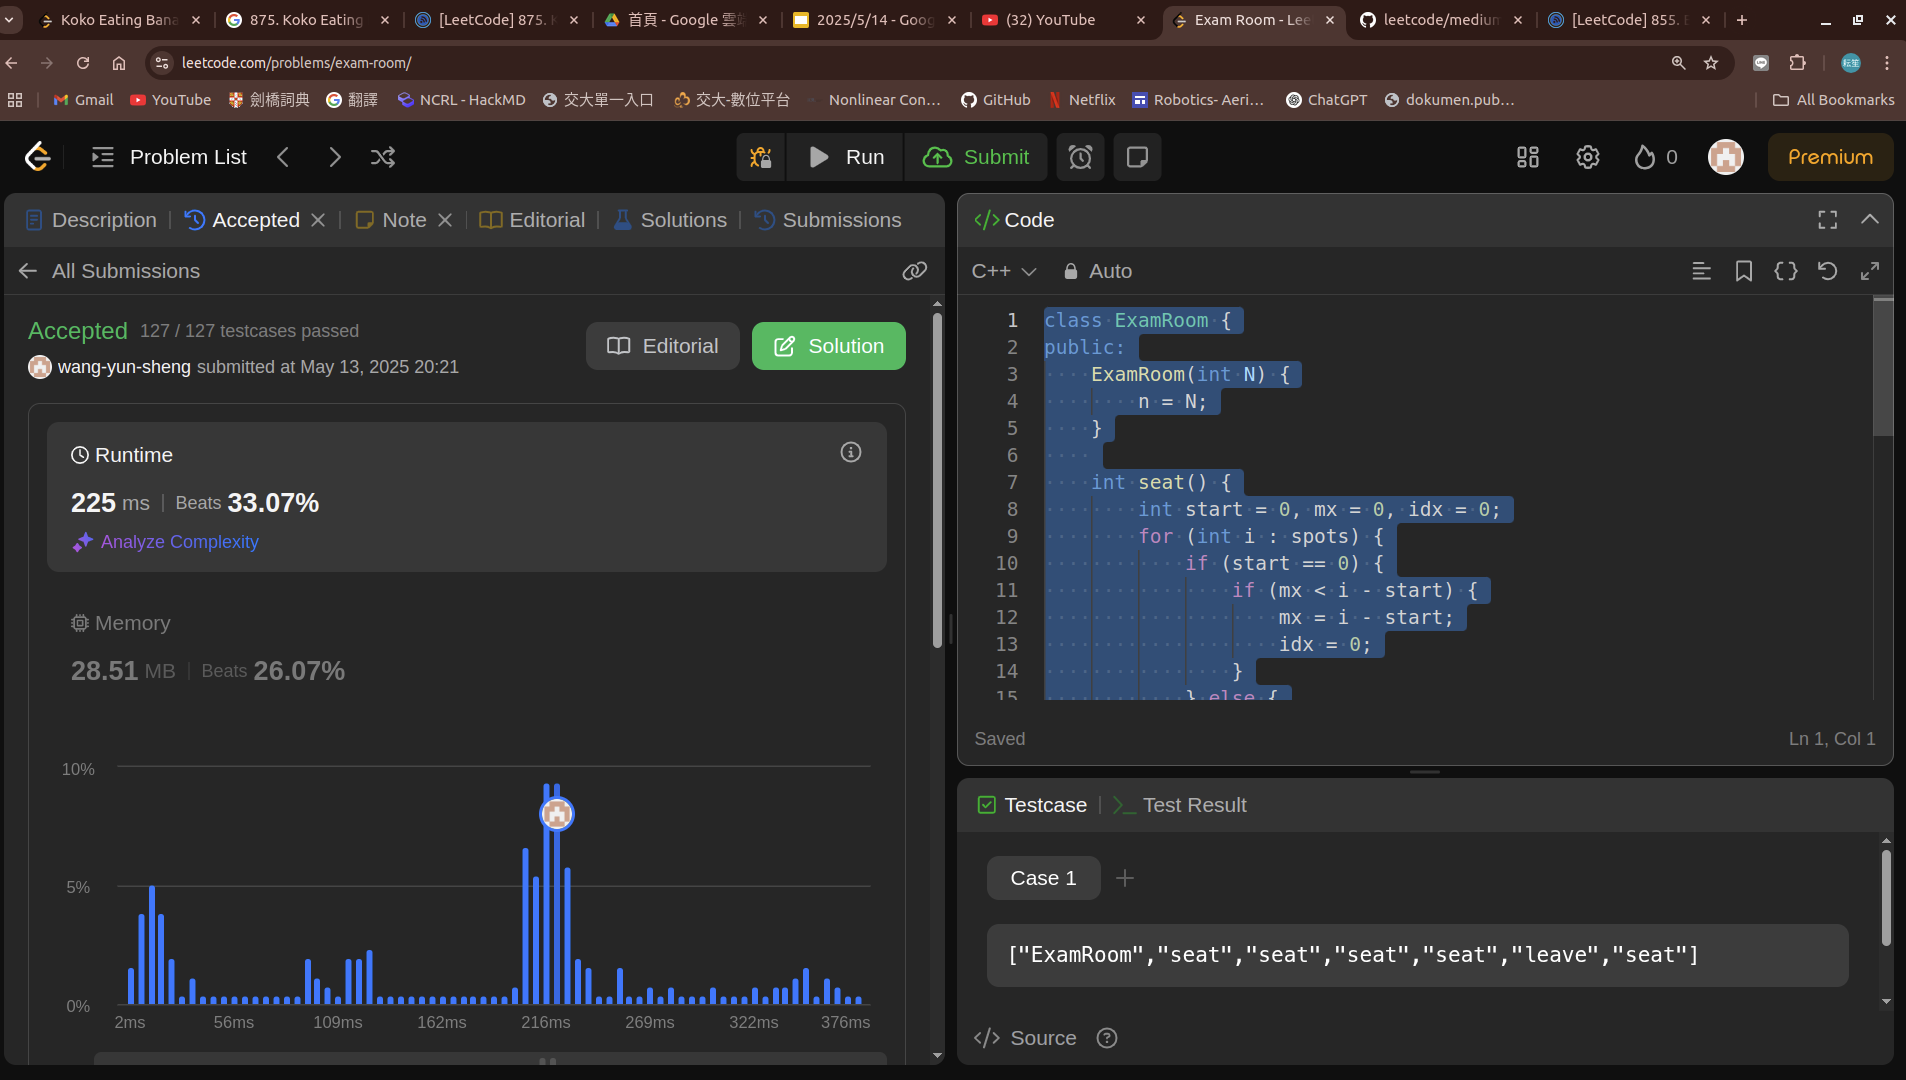 Koko Eating Bana
875. Koko Eating
[LeetCode] 875.
首頁 - Google 雲端
2025/5/14 - Goog
(32) YouTube
Exam Room - Lee
leetcode/medium
[LeetCode] 855.
leetcode.com/problems/exam-room/
Gmail
YouTube
劍橋詞典
翻譯
NCRL - HackMD
交大單一入口
交大-數位平台
Nonlinear Con...
GitHub
Netflix
Robotics- Aeri...
ChatGPT
dokumen.pub...
All Bookmarks
Problem List
Run
Submit
0
Premium
Description
Accepted
Note
Editorial
Solutions
Submissions
All Submissions
Accepted 127 / 127 testcases passed
wang-yun-sheng submitted at May 13, 2025 20:21
Editorial
Solution
Runtime
225 ms | Beats 33.07%
Analyze Complexity
Memory
28.51 MB | Beats 26.07%
10%
5%
0%
2ms 56ms 109ms 162ms 216ms 269ms 322ms 376ms
</> Code
C++
Auto
1 class ExamRoom {
2 public:
3     ExamRoom(int N) {
4         n = N;
5     }
6
7     int seat() {
8         int start = 0, mx = 0, idx = 0;
9         for (int i : spots) {
10             if (start == 0) {
11                 if (mx < i - start) {
12                     mx = i - start;
13                     idx = 0;
14                 }
15             } else {
Saved
Ln 1, Col 1
Testcase
Test Result
Case 1
["ExamRoom","seat","seat","seat","seat","leave","seat"]
</> Source